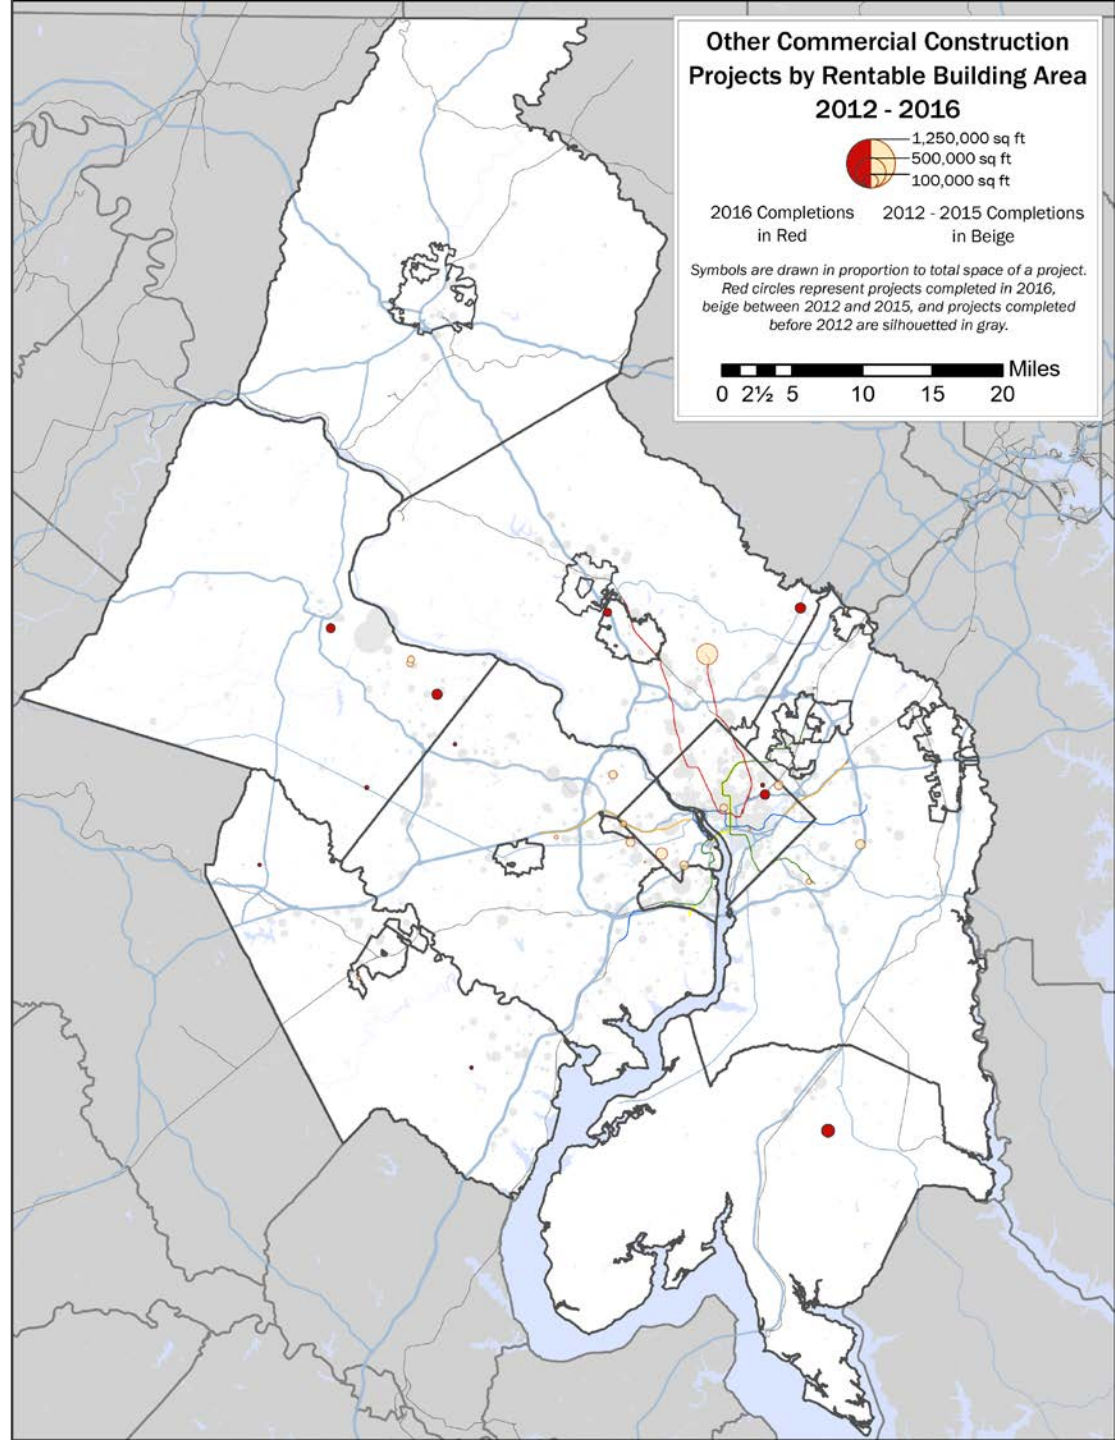 Other Commercial Construction
Projects by Rentable Building Area
2012 - 2016
1,250,000 sq ft
500,000 sq ft
100,000 sq ft
2016 Completions
in Red
2012 - 2015 Completions
in Beige
Symbols are drawn in proportion to total space of a project.
Red circles represent projects completed in 2016,
beige between 2012 and 2015, and projects completed
before 2012 are silhouetted in gray.
Miles
0 2½ 5 10 15 20